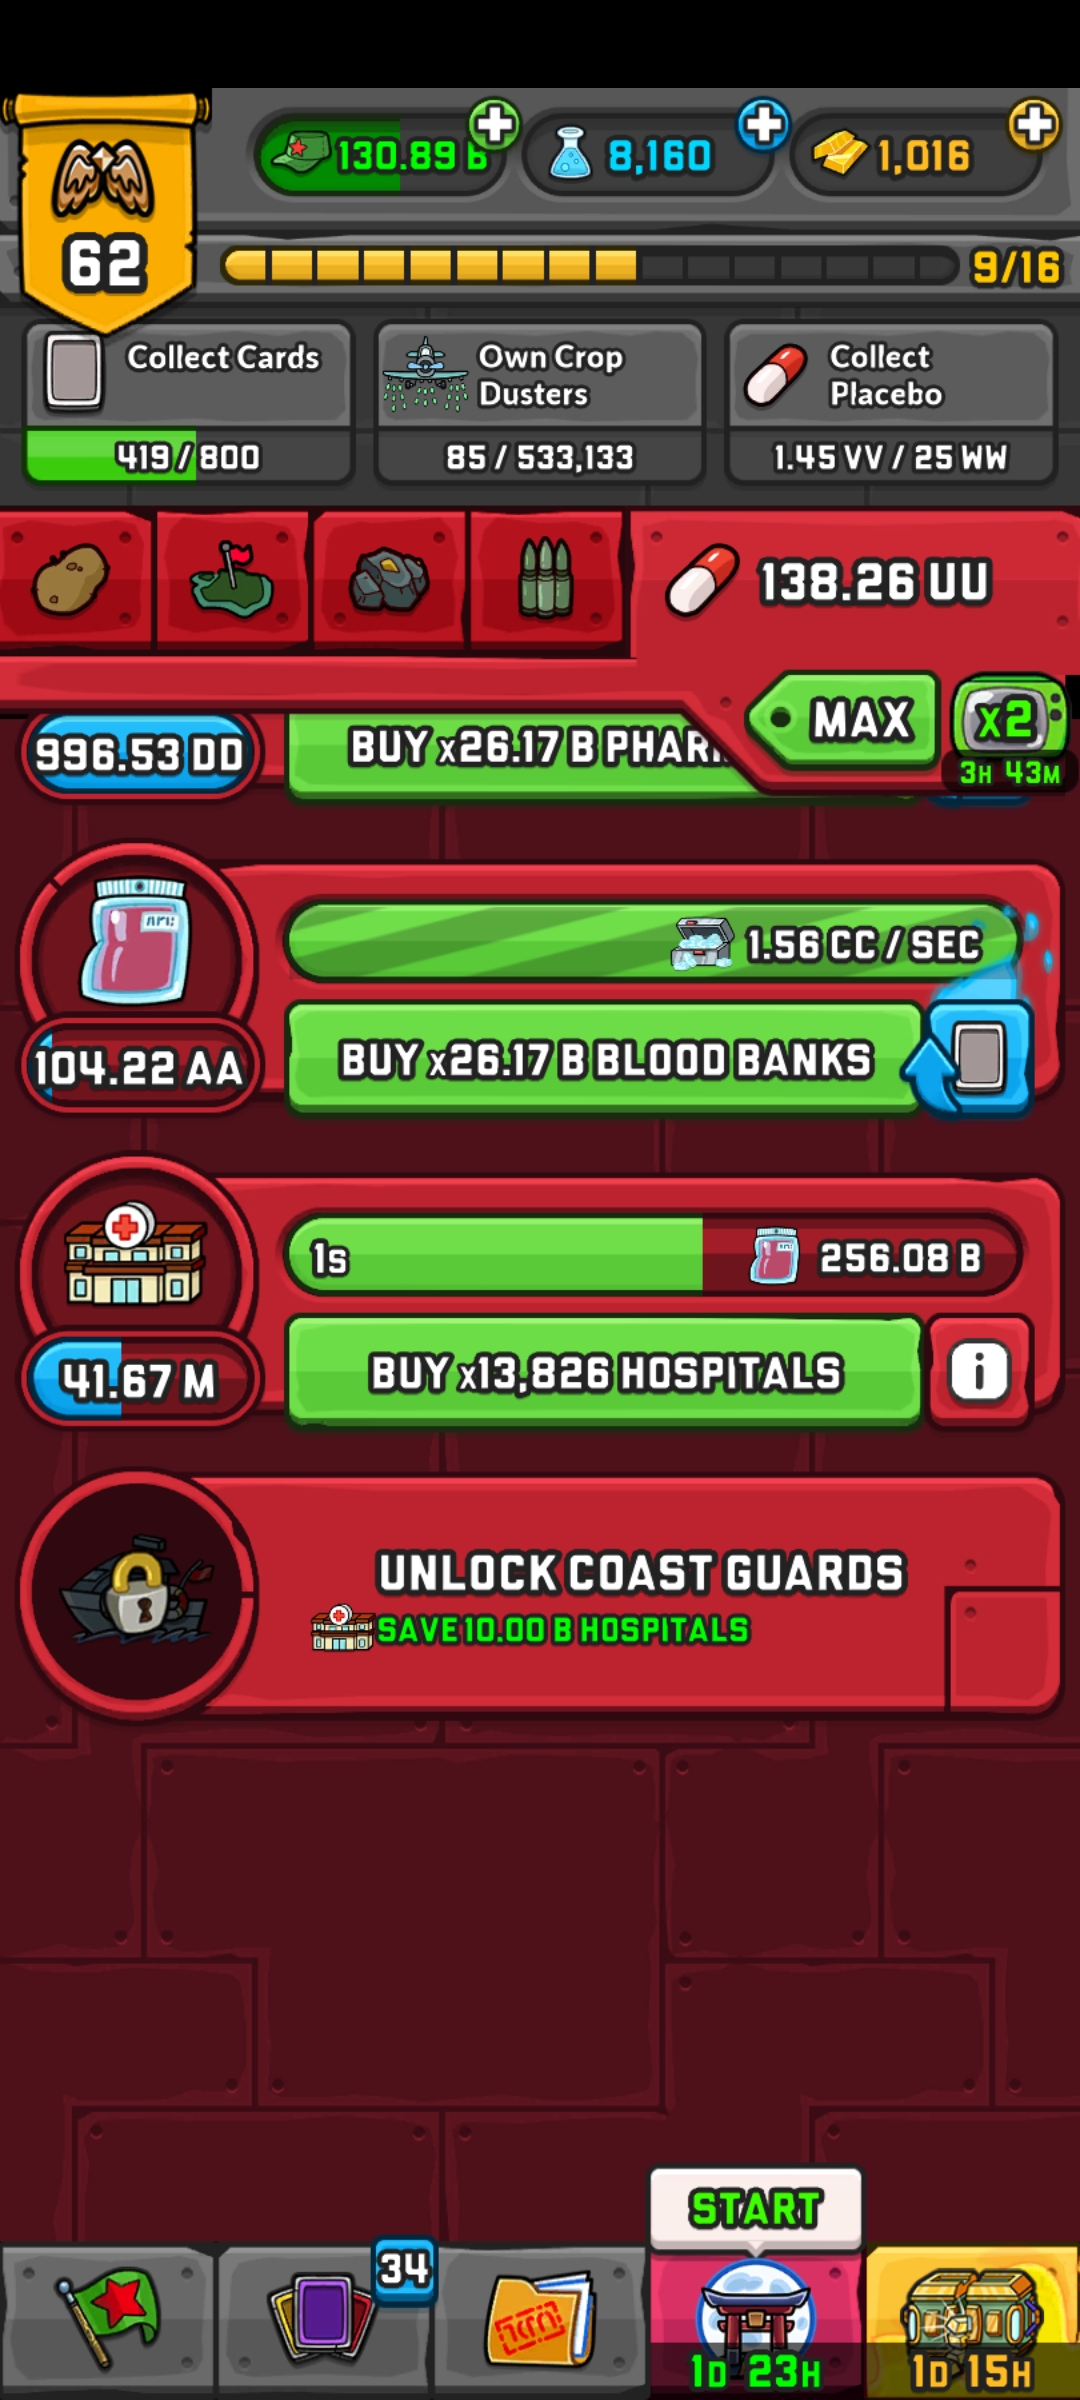 130.89 B
8,160
1,016
62
9/16
Collect Cards
419 / 800
Own Crop
Dusters
85 / 533,133
Collect
Placebo
1.45 VV / 25 WW
138.26 UU
MAX
x2
3H 43M
996.53 DD
BUY x26.17 B
1.56 CC / SEC
104.22 AA
BUY x26.17 B BLOOD BANKS
1s
256.08 B
41.67 M
BUY x13,826 HOSPITALS
i
UNLOCK COAST GUARDS
SAVE 10.00 B HOSPITALS
START
34
1D 23H
1D 15H